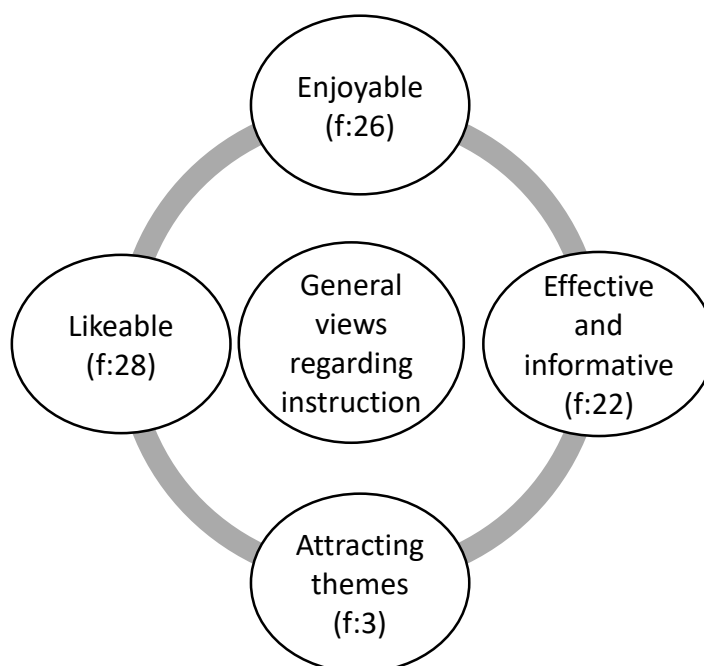 Enjoyable
(f:26)
Likeable
(f:28)
General
views
regarding
instruction
Effective
and
informative
(f:22)
Attracting
themes
(f:3)